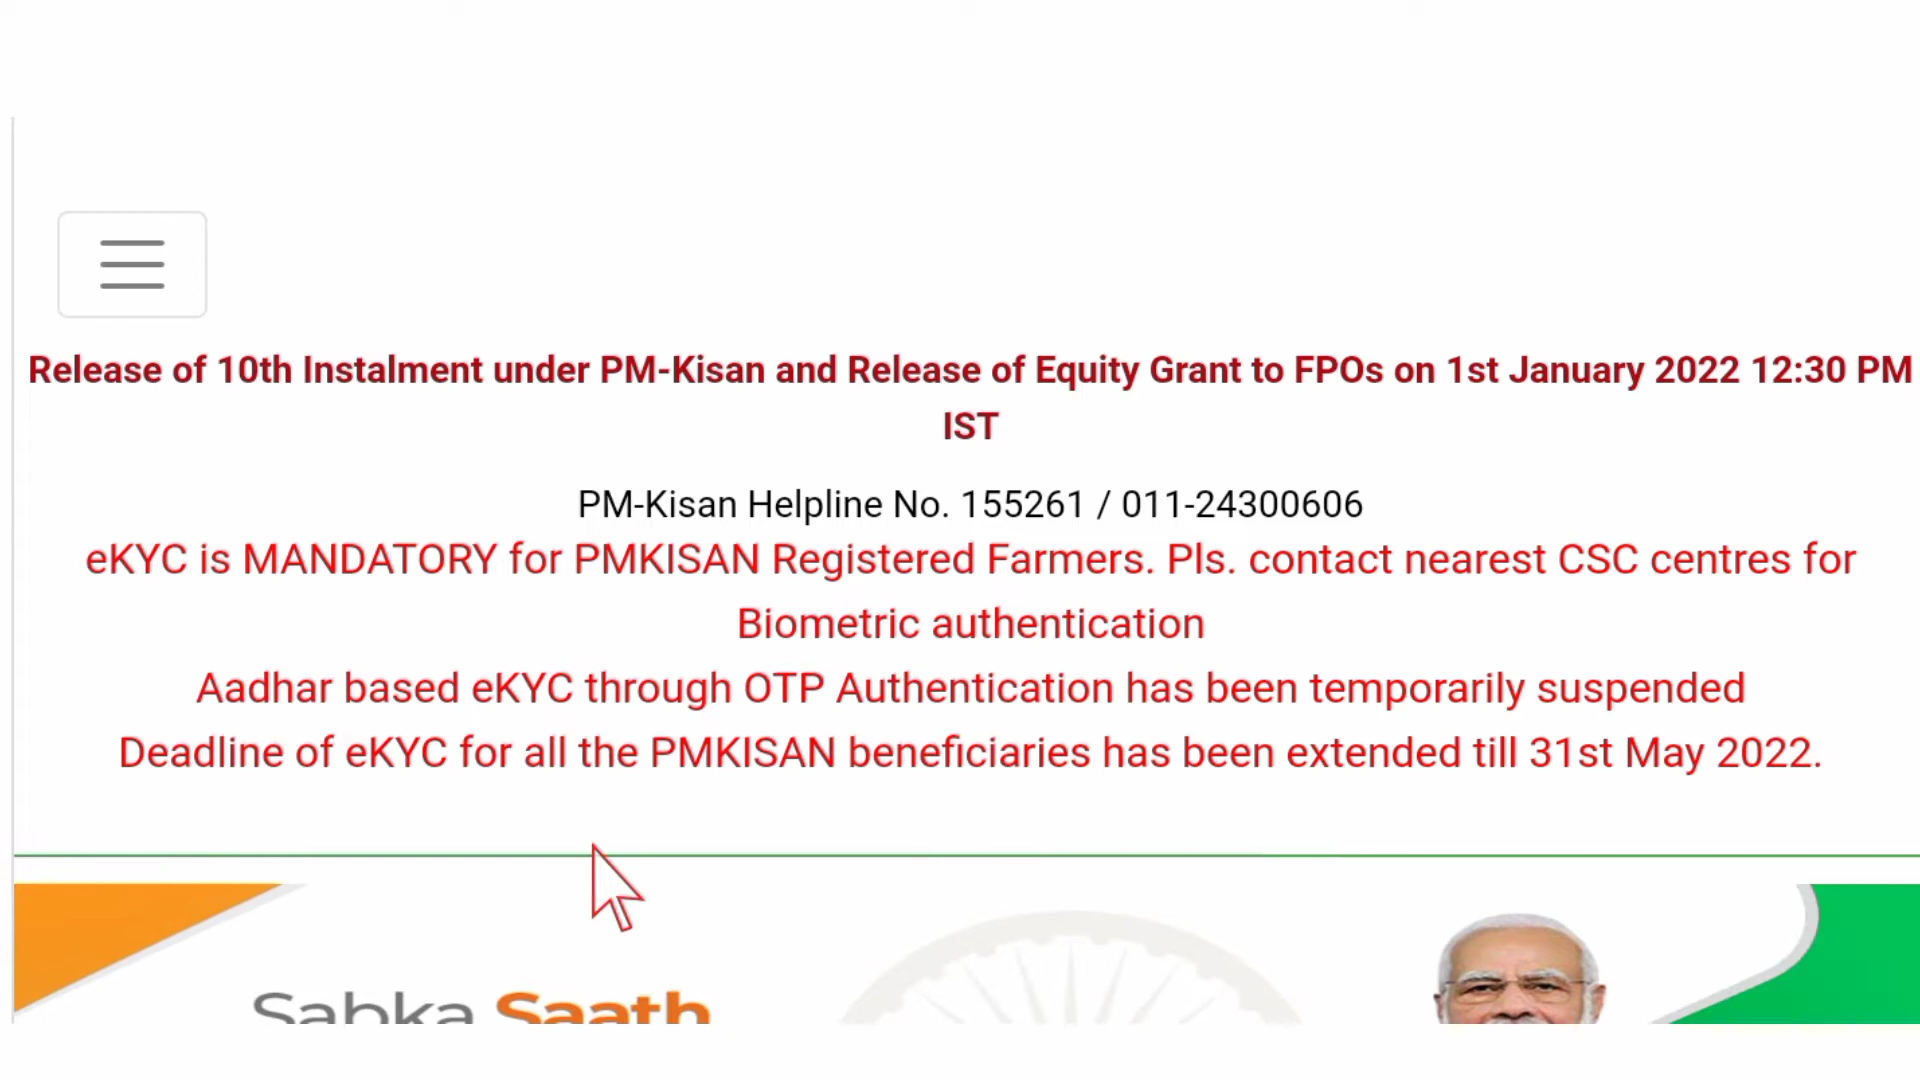 Release of 10th Instalment under PM-Kisan and Release of Equity Grant to FPOs on 1st January 2022 12:30 PM
IST
PM-Kisan Helpline No. 155261 / 011-24300606
eKYC is MANDATORY for PMKISAN Registered Farmers. Pls. contact nearest CSC centres for
Biometric authentication
Aadhar based eKYC through OTP Authentication has been temporarily suspended
Deadline of eKYC for all the PMKISAN beneficiaries has been extended till 31st May 2022.
Sabka Saath